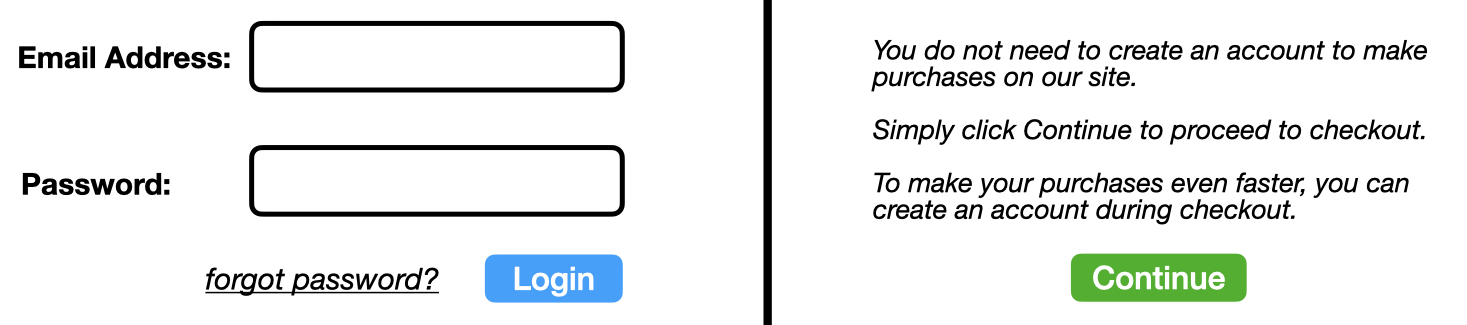 Email Address:
Password:
forgot password?
Login
You do not need to create an account to make
purchases on our site.
Simply click Continue to proceed to checkout.
To make your purchases even faster, you can
create an account during checkout.
Continue